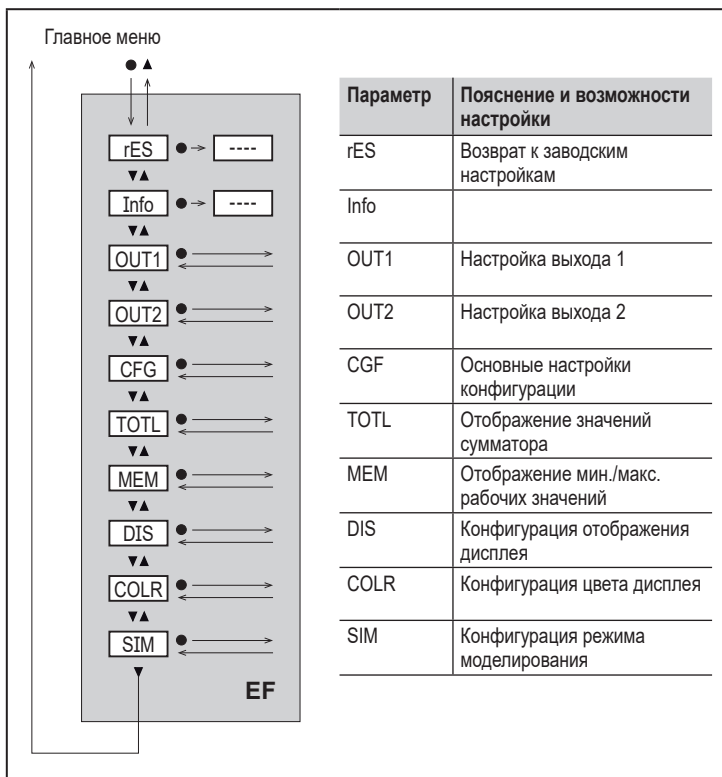 Главное меню
rES
----
Info
----
OUT1
OUT2
CFG
TOTL
MEM
DIS
COLR
SIM
EF
Параметр Пояснение и возможности
настройки
rES Возврат к заводским
настройкам
Info
OUT1 Настройка выхода 1
OUT2 Настройка выхода 2
CGF Основные настройки
конфигурации
TOTL Отображение значений
сумматора
MEM Отображение мин./макс.
рабочих значений
DIS Конфигурация отображения
дисплея
COLR Конфигурация цвета дисплея
SIM Конфигурация режима
моделирования